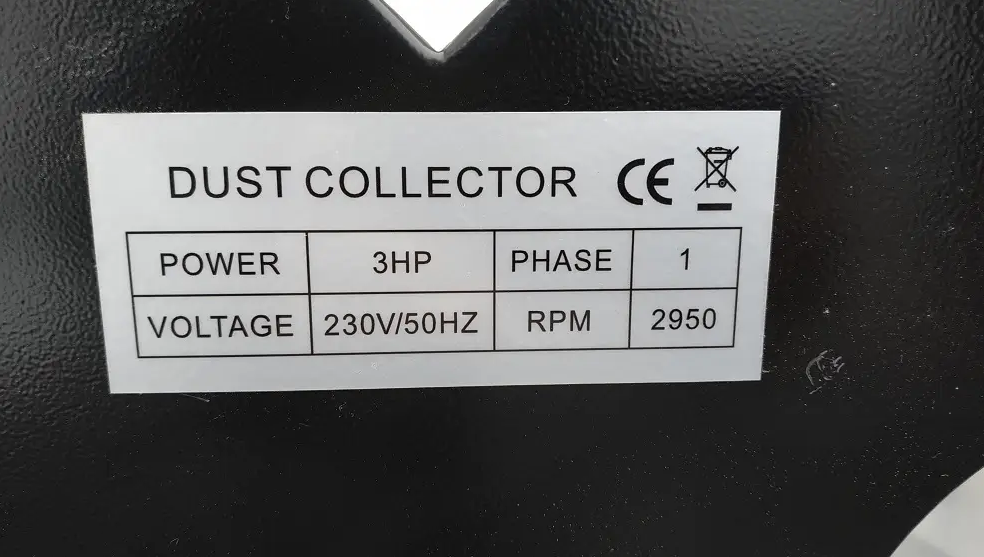 DUST COLLECTOR CE
POWER 3HP PHASE 1
VOLTAGE 230V/50HZ RPM 2950